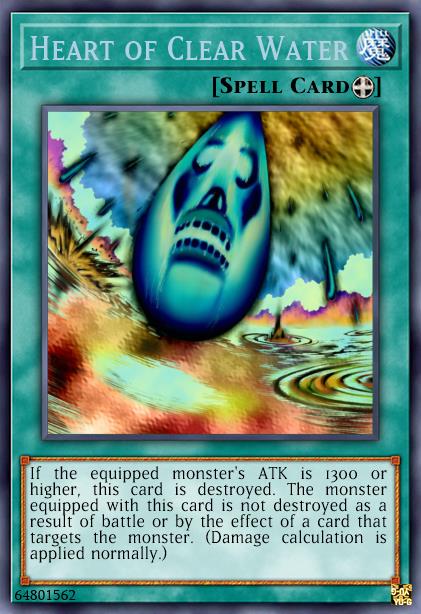 HEART OF CLEAR WATER 魔
[SPELL CARD]
If the equipped monster's ATK is 1300 or
higher, this card is destroyed. The monster
equipped with this card is not destroyed as a
result of battle or by the effect of a card that
targets the monster. (Damage calculation is
applied normally.)
64801562